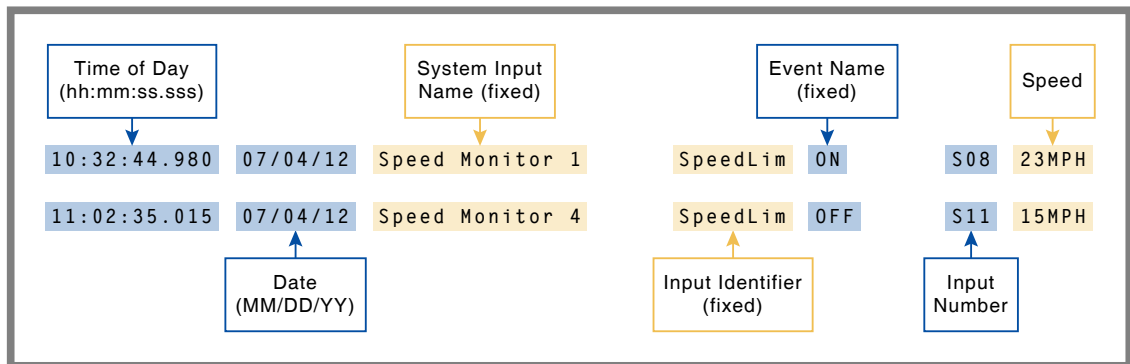 Time of Day
(hh:mm:ss.sss)
System Input
Name (fixed)
Event Name
(fixed)
Speed
10:32:44.980 07/04/12 Speed Monitor 1 SpeedLim ON S08 23MPH
11:02:35.015 07/04/12 Speed Monitor 4 SpeedLim OFF S11 15MPH
Date
(MM/DD/YY)
Input Identifier
(fixed)
Input
Number